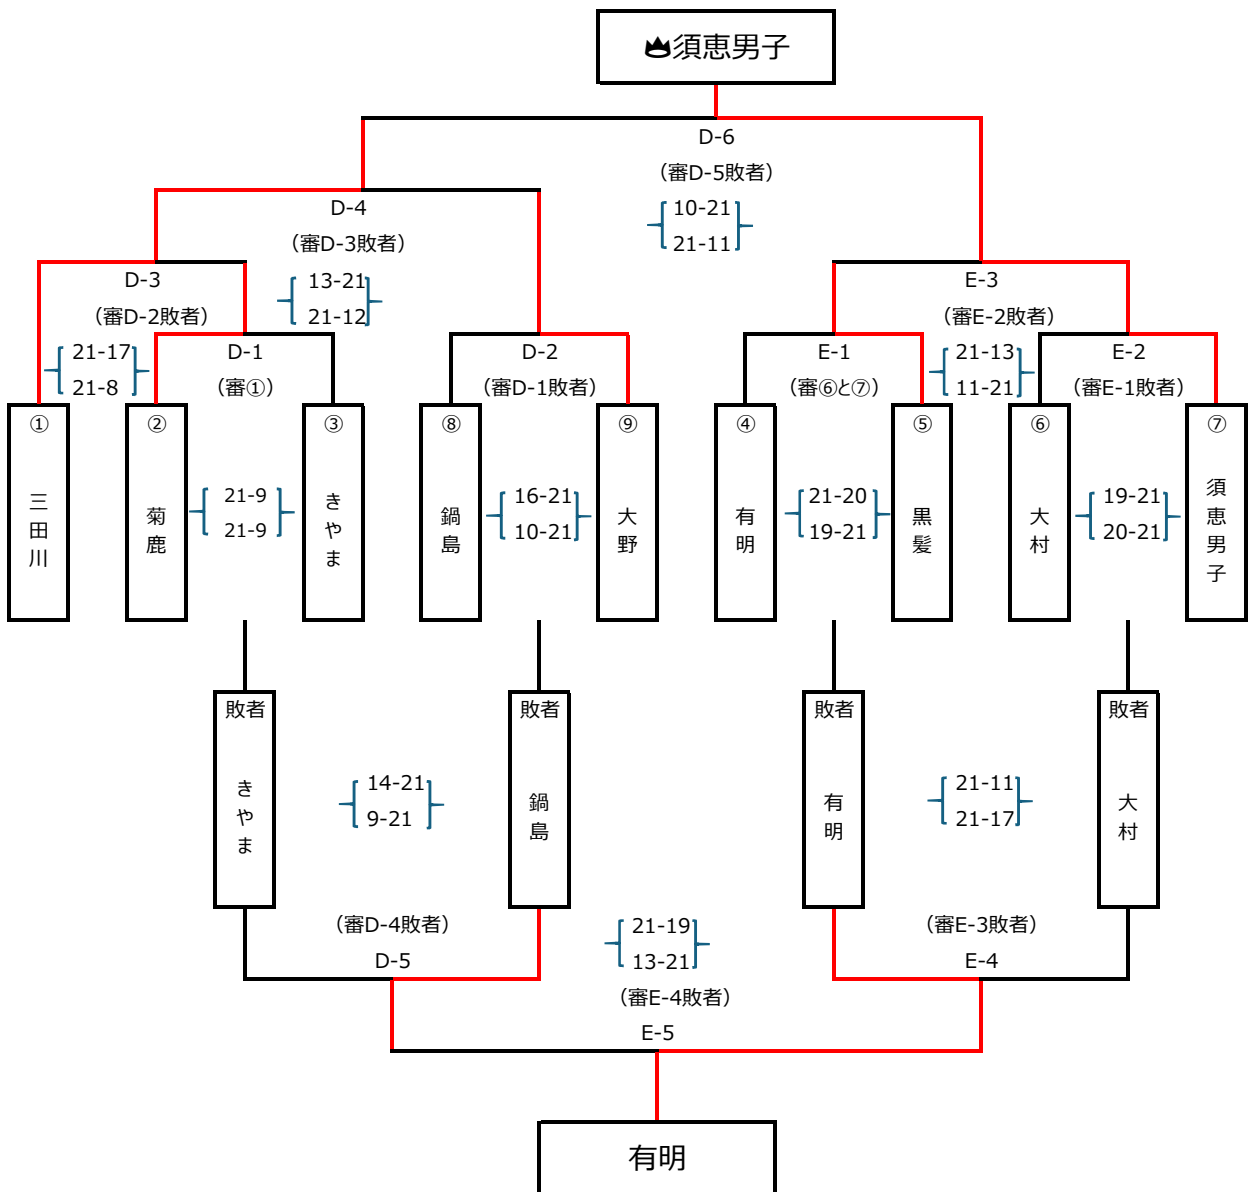 須恵男子
D-6
（審D-5敗者）
10-21
21-11
D-4
（審D-3敗者）
13-21
21-12
D-3
（審D-2敗者）
21-17
21-8
D-1
（審①）
D-2
（審D-1敗者）
E-3
（審E-2敗者）
21-13
11-21
E-1
（審⑥と⑦）
E-2
（審E-1敗者）
①
三田川
②
菊鹿
21-9
21-9
③
きやま
⑧
鍋島
16-21
10-21
⑨
大野
④
有明
21-20
19-21
⑤
黒髪
⑥
大村
19-21
20-21
⑦
須恵男子
敗者
きやま
14-21
9-21
敗者
鍋島
敗者
有明
21-11
21-17
敗者
大村
（審D-4敗者）
D-5
21-19
13-21
（審E-4敗者）
E-5
（審E-3敗者）
E-4
有明